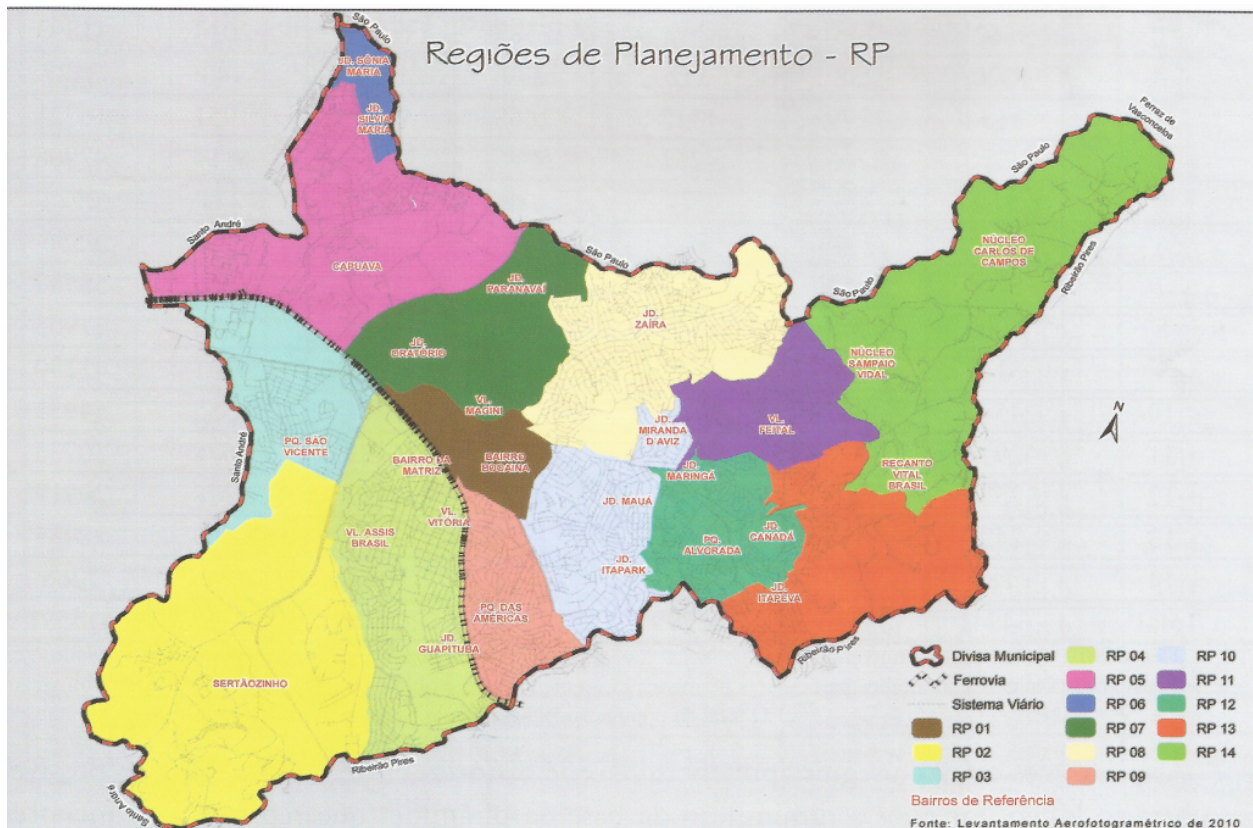 Regiões de Planejamento - RP
São Paulo
JD. SÔNIA
MARIA
JD.
SILVIA
MARIA
Ferraz de
Vasconcelos
São Paulo
Santo André
CAPUAVA
São Paulo
NÚCLEO
CARLOS DE
CAMPOS
Ribeirão Pires
JD.
PARANAVAÍ
São Paulo
JD.
ZAÍRA
JD.
ORATÓRIO
NÚCLEO
SAMPAIO
VIDAL
VL.
MAGINI
N
JD.
MIRANDA
D'AVIZ
VL.
FEITAL
Santo André
PQ. SÃO
VICENTE
BAIRRO DA
MATRIZ
BAIRRO
BOCAINA
JD.
MARINGÁ
RECANTO
VITAL
BRASIL
JD. MAUA
VL.
VITÓRIA
VL. ASSIS
BRASIL
JD.
CANADÁ
PQ.
ALVORADA
JD.
ITAPARK
JD.
ITAPEVA
PQ. DAS
AMÉRICAS
JD.
GUAPITUBA
Ribeirão Pires
SERTÃOZINHO
Ribeirão Pires
Santo André
Divisa Municipal
Ferrovia
Sistema Viário
RP 01
RP 02
RP 03
RP 04
RP 05
RP 06
RP 07
RP 08
RP 09
RP 10
RP 11
RP 12
RP 13
RP 14
Bairros de Referência
Fonte: Levantamento Aerofotogramétrico de 2010